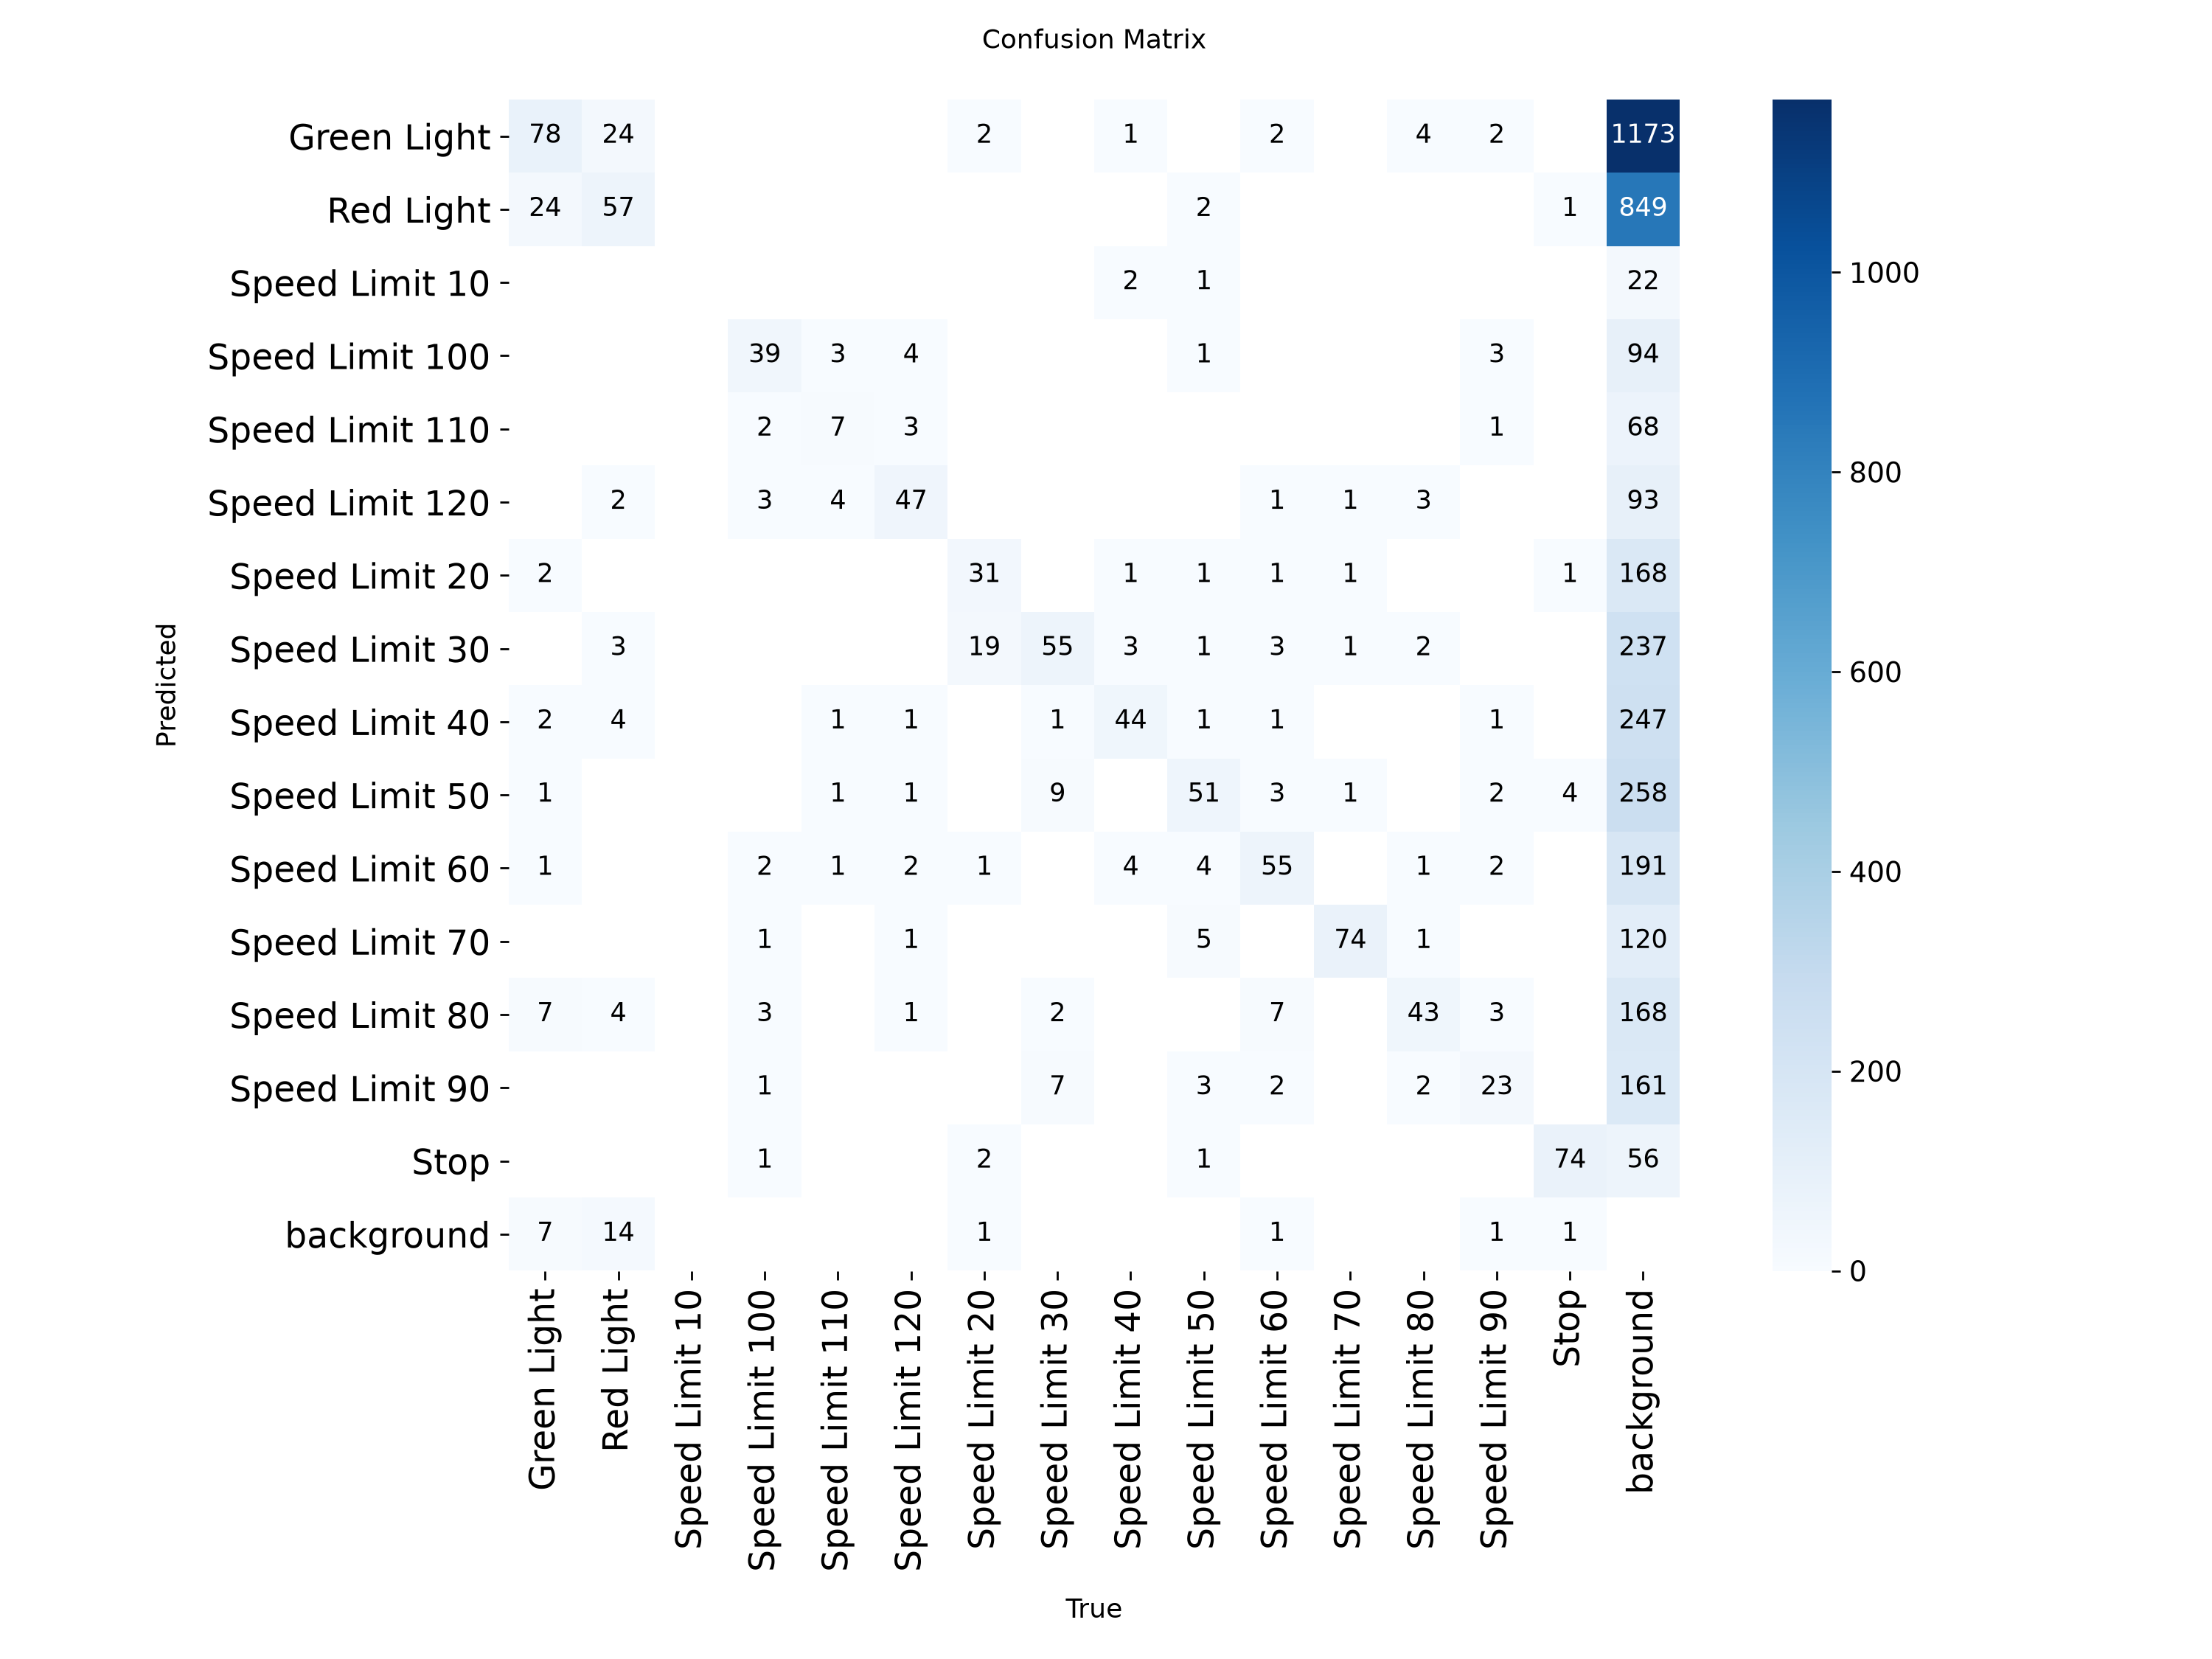 Confusion Matrix
Green Light 78 24 2 1 2 4 2 1173
Red Light 24 57 2 1 849
Speed Limit 10 2 1 22
Speed Limit 100 39 3 4 1 3 94
Speed Limit 110 2 7 3 1 68
Speed Limit 120 2 3 4 47 1 1 3 93
Speed Limit 20 2 31 1 1 1 1 1 168
Speed Limit 30 3 19 55 3 1 3 1 2 237
Speed Limit 40 2 4 1 1 1 44 1 1 1 247
Speed Limit 50 1 1 1 9 51 3 1 2 4 258
Speed Limit 60 1 2 1 2 1 4 4 55 1 2 191
Speed Limit 70 1 1 5 74 1 120
Speed Limit 80 7 4 3 1 2 7 43 3 168
Speed Limit 90 1 7 3 2 2 23 161
Stop 1 2 1 74 56
background 7 14 1 1 1 1
Predicted
Green Light
Red Light
Speed Limit 10
Speed Limit 100
Speed Limit 110
Speed Limit 120
Speed Limit 20
Speed Limit 30
Speed Limit 40
Speed Limit 50
Speed Limit 60
Speed Limit 70
Speed Limit 80
Speed Limit 90
Stop
background
True
1000
800
600
400
200
0